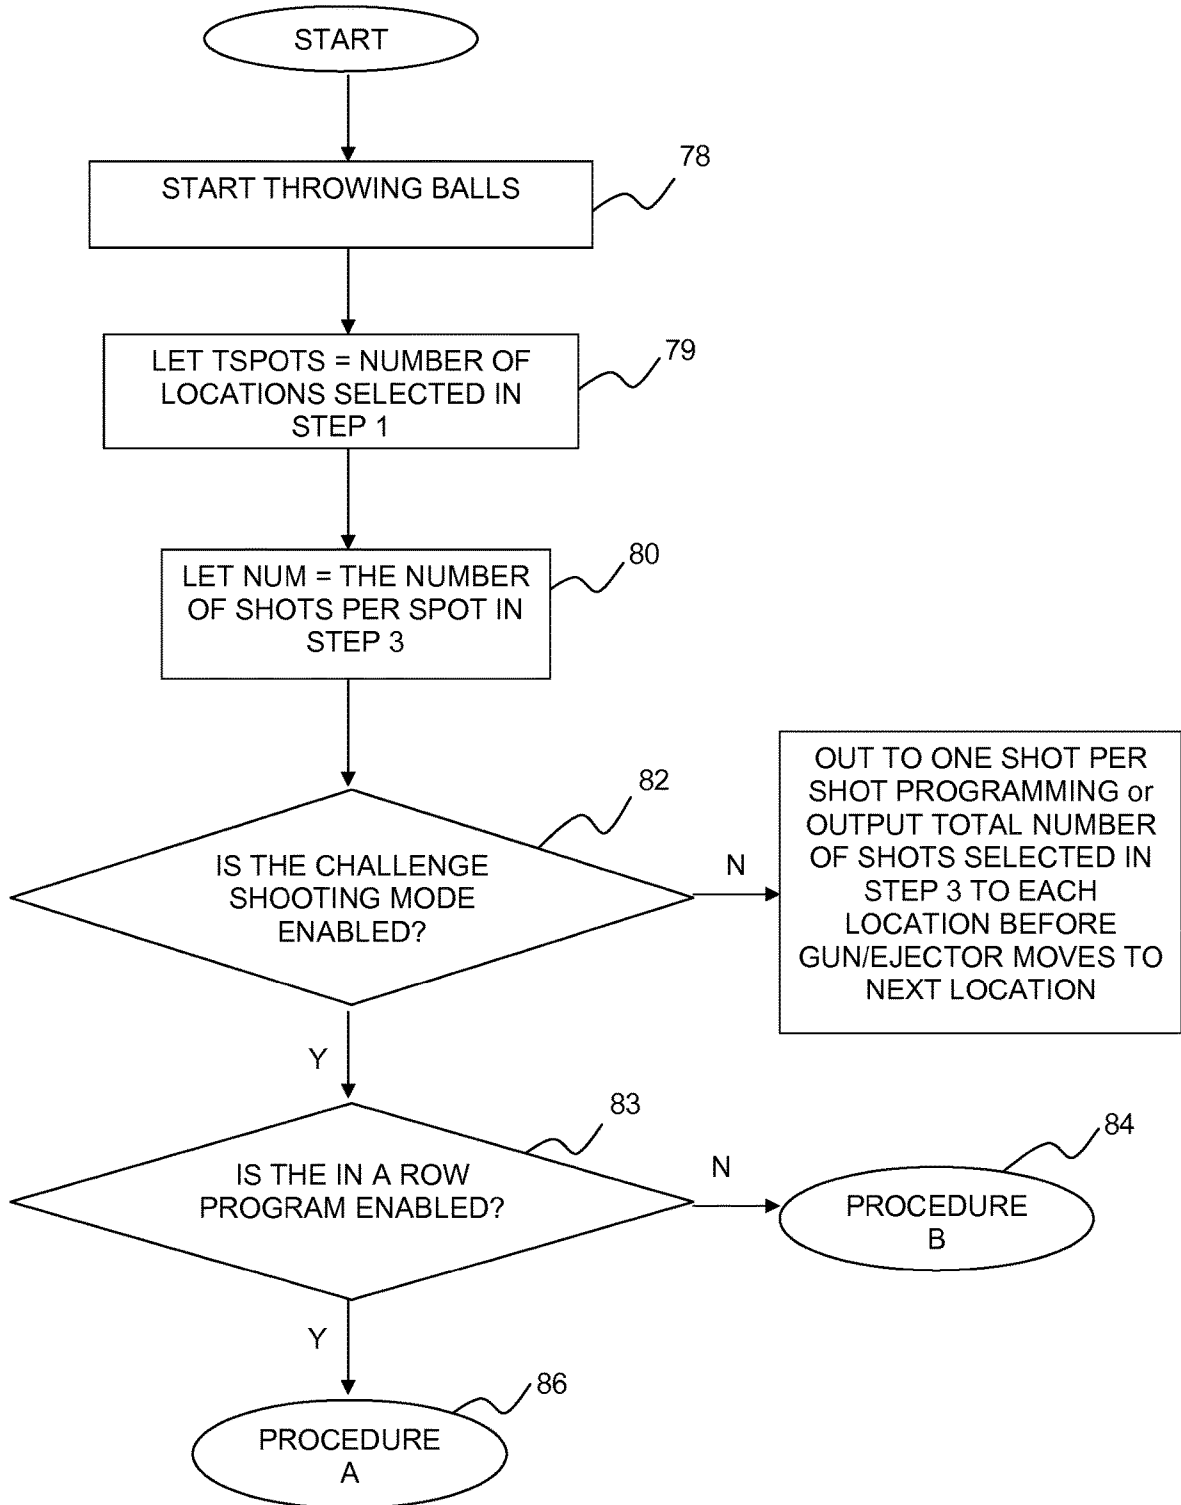 START
78
START THROWING BALLS
79
LET TSPOTS = NUMBER OF
LOCATIONS SELECTED IN
STEP 1
80
LET NUM = THE NUMBER
OF SHOTS PER SPOT IN
STEP 3
82
IS THE CHALLENGE
SHOOTING MODE
ENABLED?
N
OUT TO ONE SHOT PER
SHOT PROGRAMMING or
OUTPUT TOTAL NUMBER
OF SHOTS SELECTED IN
STEP 3 TO EACH
LOCATION BEFORE
GUN/EJECTOR MOVES TO
NEXT LOCATION
Y
83
IS THE IN A ROW
PROGRAM ENABLED?
N
84
PROCEDURE
B
Y
86
PROCEDURE
A